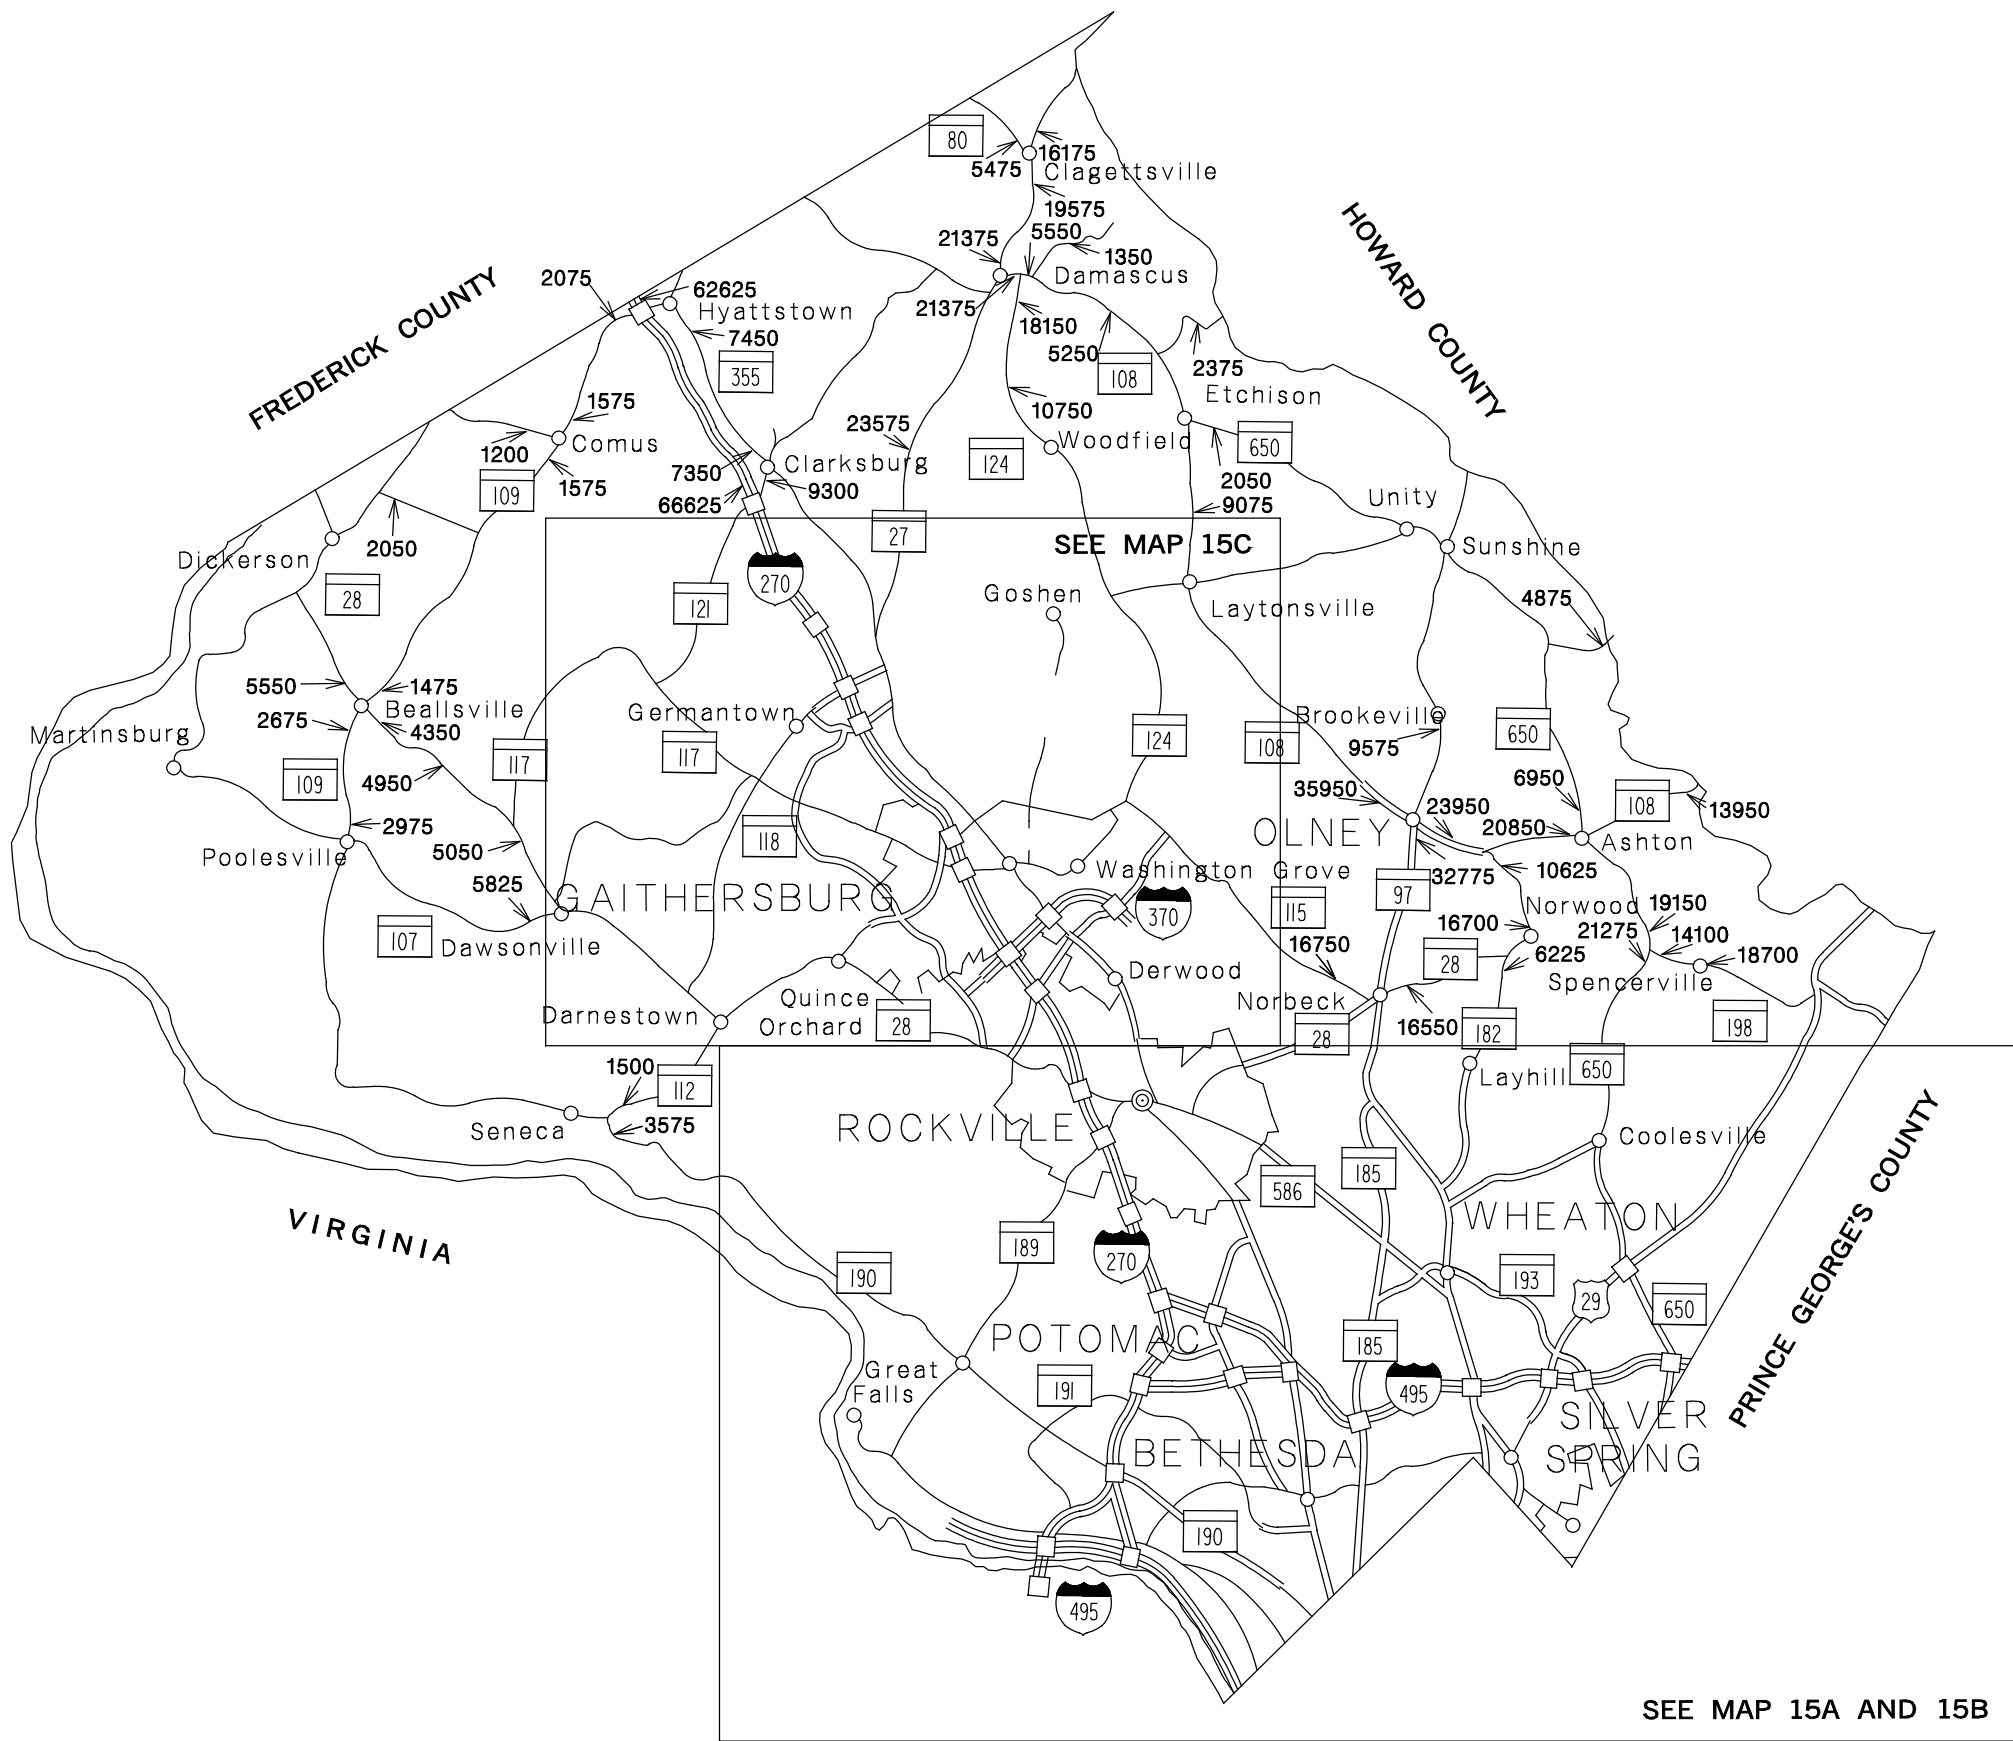 80
5475
16175
Clagettsville
19575
21375
5550
1350
HOWARD COUNTY
FREDERICK COUNTY
2075
62625
Damascus
21375
Hyattstown
7450
18150
5250
355
108
2375
Etchison
1575
10750
23575
Comus
1200
Woodfield
650
124
Clarksburg
7350
109
1575
9300
2050
66625
9075
Unity
27
2050
SEE MAP 15C
Sunshine
Dickerson
270
28
121
Goshen
Laytonsville
4875
5550
1475
Beallsville
2675
4350
Martinsburg
Germantown
Brookeville
9575
117
117
124
108
650
109
4950
35950
6950
108
13950
23950
2975
118
OLNEY
20850
Ashton
5050
Poolesville
Washington Grove
32775
10625
5825
GAITHERSBURG
370
115
97
Norwood
19150
107
Dawsonville
16700
21275
14100
16750
28
6225
18700
Derwood
Spencerville
Quince
Orchard
Norbeck
Darnestown
28
28
16550
182
198
1500
112
Layhill
650
3575
Seneca
ROCKVILLE
Coolesville
185
586
PRINCE GEORGE'S COUNTY
VIRGINIA
WHEATON
189
270
190
193
29
650
POTOMAC
185
Great
Falls
191
495
SILVER
SPRING
BETHESDA
190
495
SEE MAP 15A AND 15B